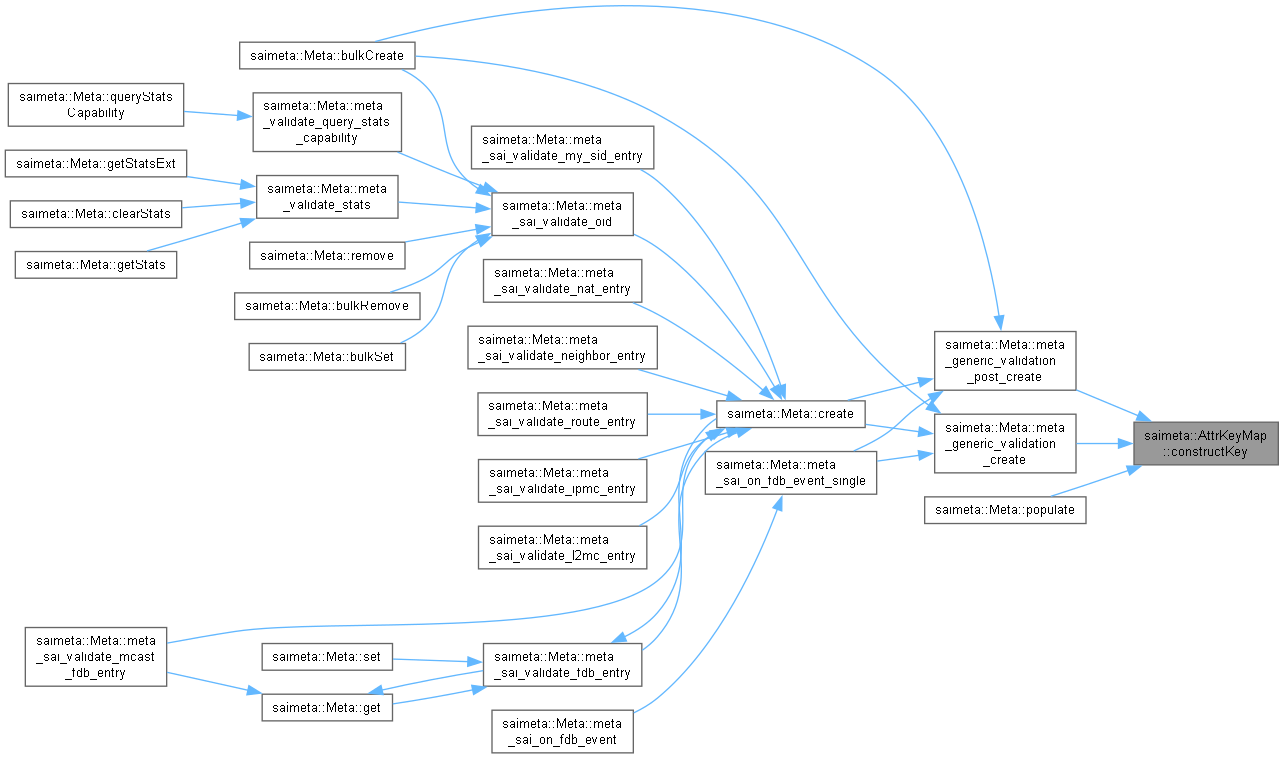 saimeta::Meta::bulkCreate
saimeta::Meta::queryStats
Capability
saimeta::Meta::meta
_validate_query_stats
_capability
saimeta::Meta::meta
_sai_validate_my_sid_entry
saimeta::Meta::getStatsExt
saimeta::Meta::meta
_validate_stats
saimeta::Meta::clearStats
saimeta::Meta::meta
_sai_validate_oid
saimeta::Meta::getStats
saimeta::Meta::remove
saimeta::Meta::meta
_sai_validate_nat_entry
saimeta::Meta::bulkRemove
saimeta::Meta::bulkSet
saimeta::Meta::meta
_sai_validate_neighbor_entry
saimeta::Meta::meta
_generic_validation
_post_create
saimeta::Meta::meta
_sai_validate_route_entry
saimeta::Meta::create
saimeta::Meta::meta
_generic_validation
_create
saimeta::AttrKeyMap
::constructKey
saimeta::Meta::meta
_sai_validate_ipmc_entry
saimeta::Meta::meta
_sai_on_fdb_event_single
saimeta::Meta::populate
saimeta::Meta::meta
_sai_validate_l2mc_entry
saimeta::Meta::meta
_sai_validate_mcast
_fdb_entry
saimeta::Meta::set
saimeta::Meta::meta
_sai_validate_fdb_entry
saimeta::Meta::get
saimeta::Meta::meta
_sai_on_fdb_event